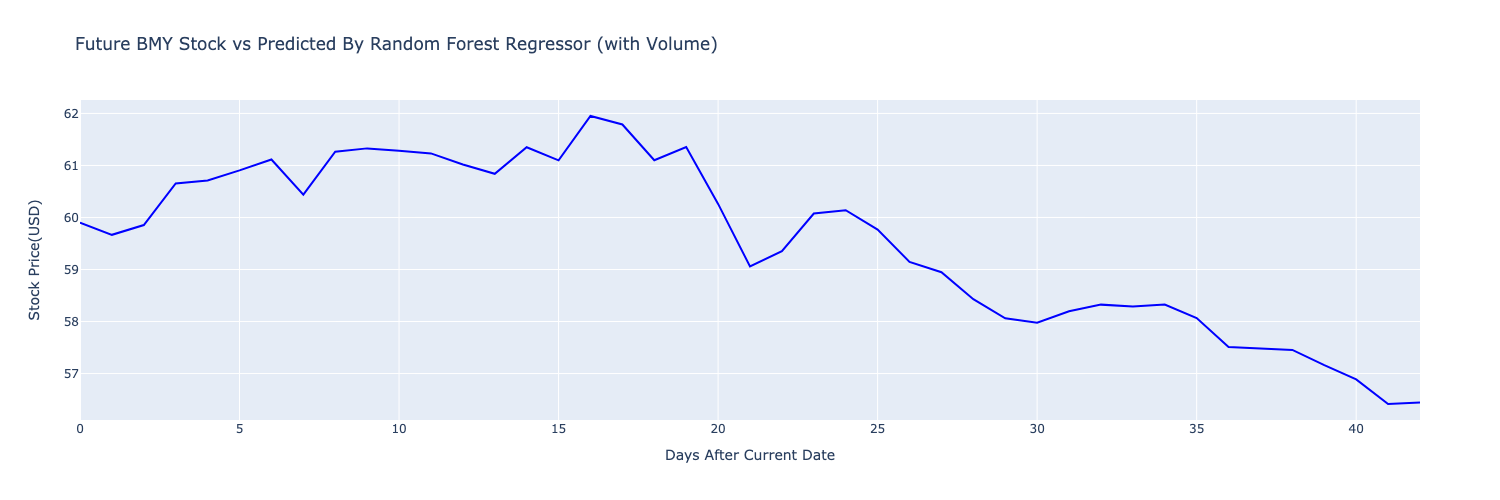 Future BMY Stock vs Predicted By Random Forest Regressor (with Volume)
Stock Price(USD)
62
61
60
59
58
57
0 5 10 15 20 25 30 35 40
Days After Current Date